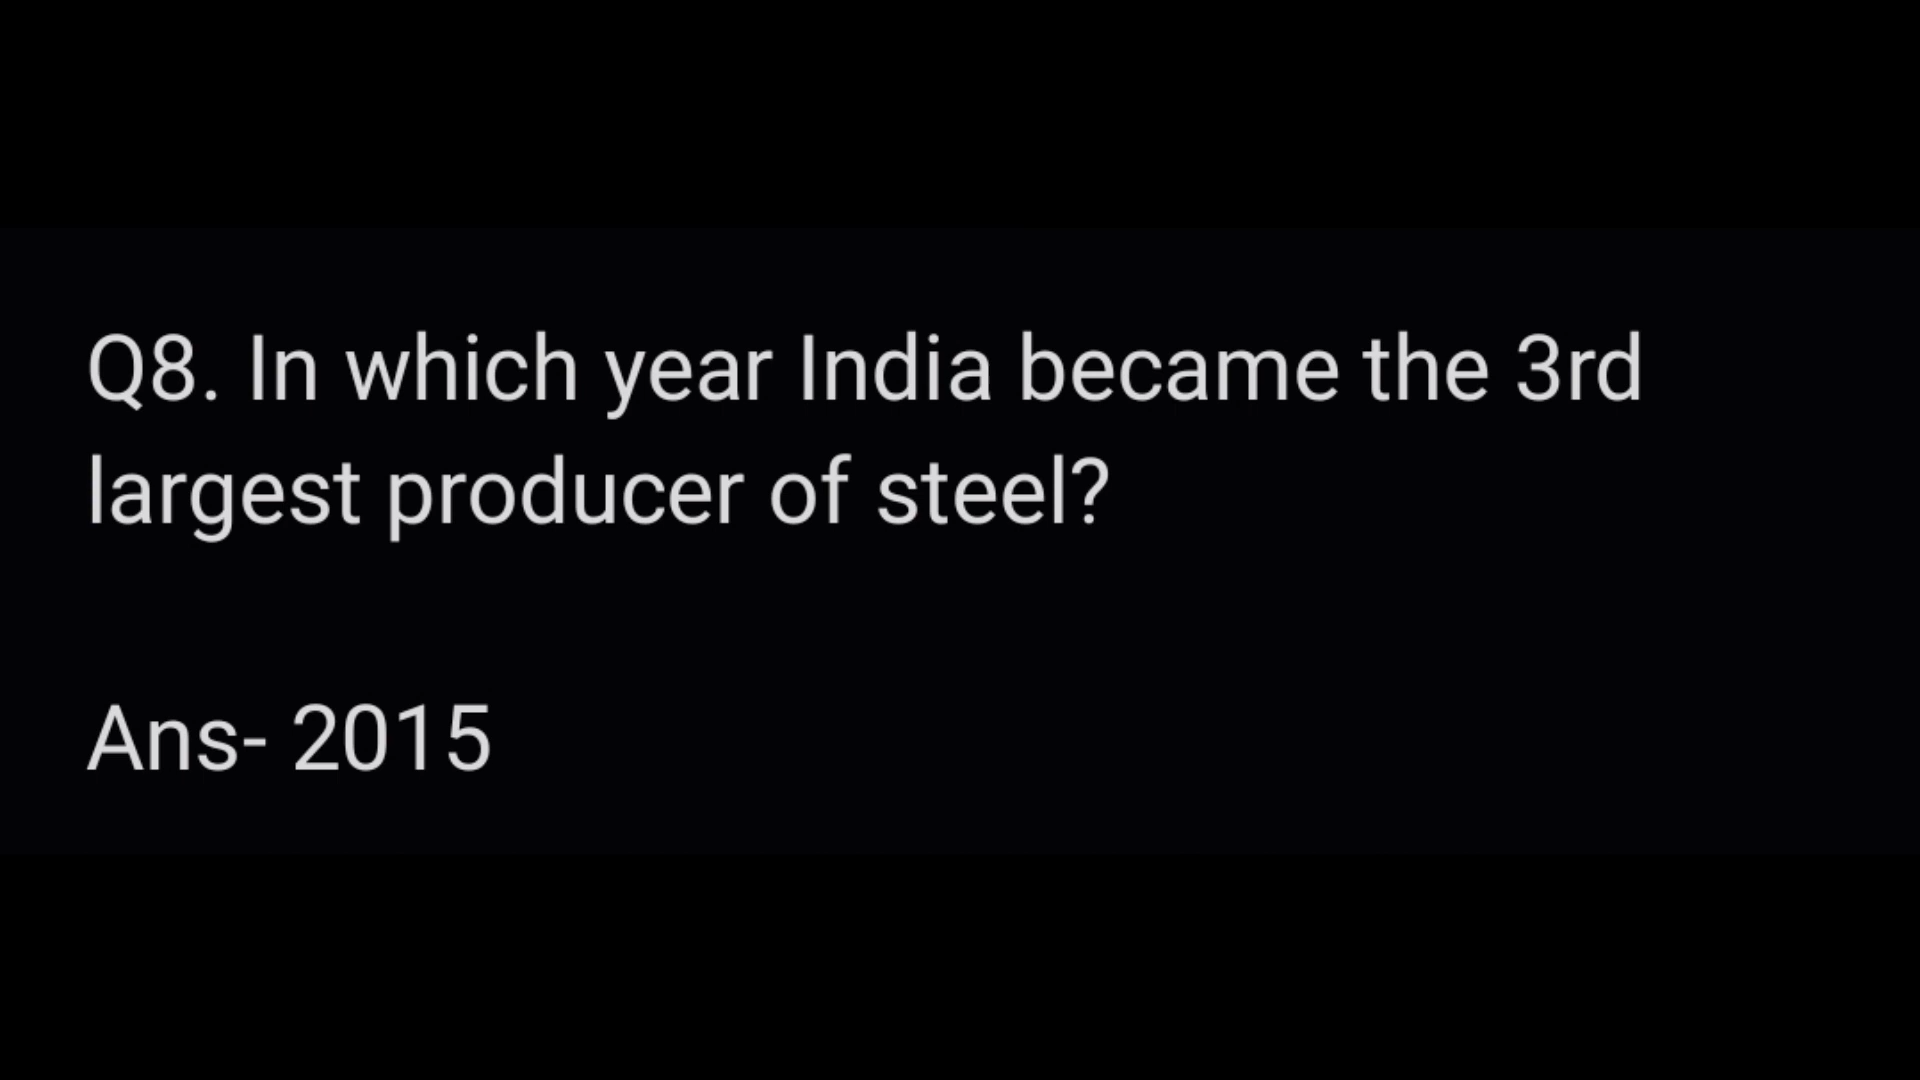 Q8. In which year India became the 3rd
largest producer of steel?
Ans- 2015